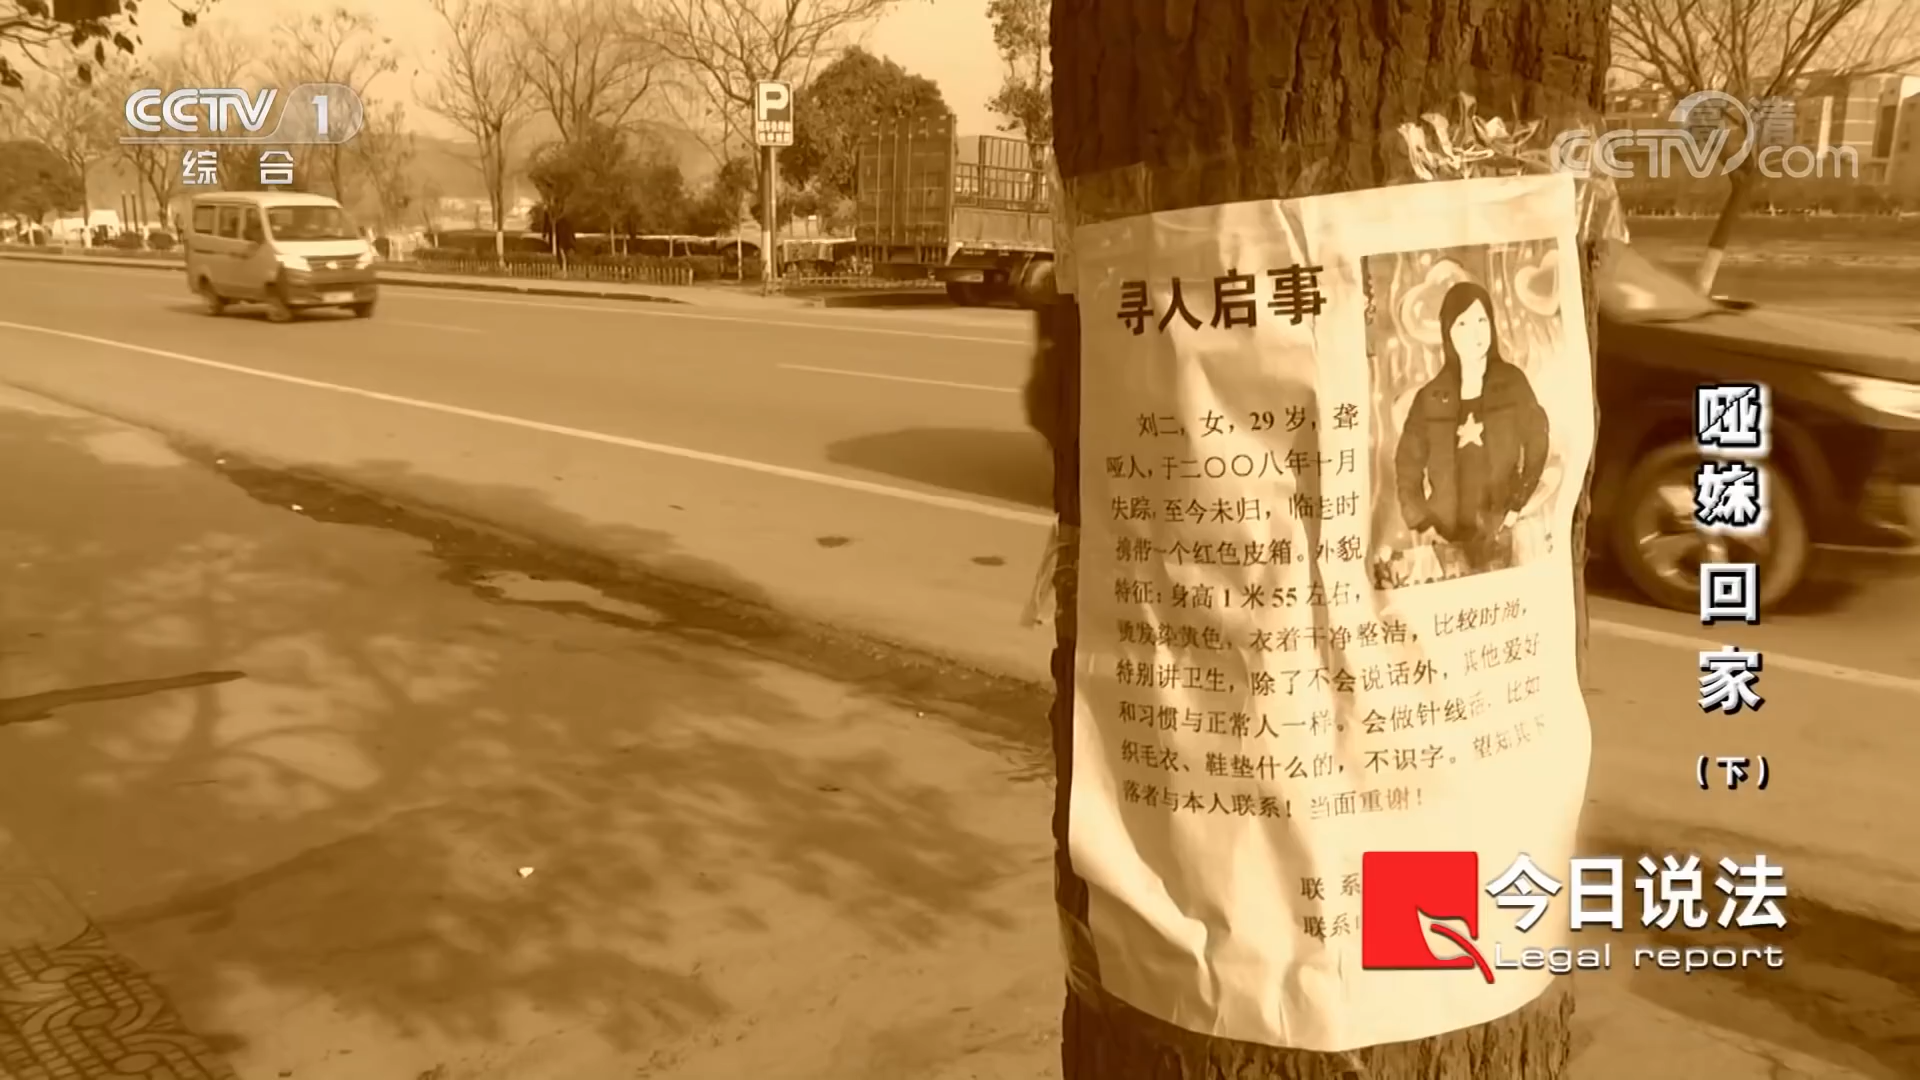 CCTV 1
综合
P
高清
CCTV.com
寻人启事
刘二,女,29岁,聋
哑人,于二〇〇八年十月
失踪,至今未归,临走时
携带一个红色皮箱。外貌
特征:身高1米55左右,
烫发染黄色,衣着干净整洁,比较时尚,
特别讲卫生,除了不会说话外,其他爱好
和习惯与正常人一样。会做针线活,比如
织毛衣、鞋垫什么的,不识字。望知其下
落者与本人联系!当面重谢!
联系
联系
哑妹回家
(下)
今日说法
Legal report